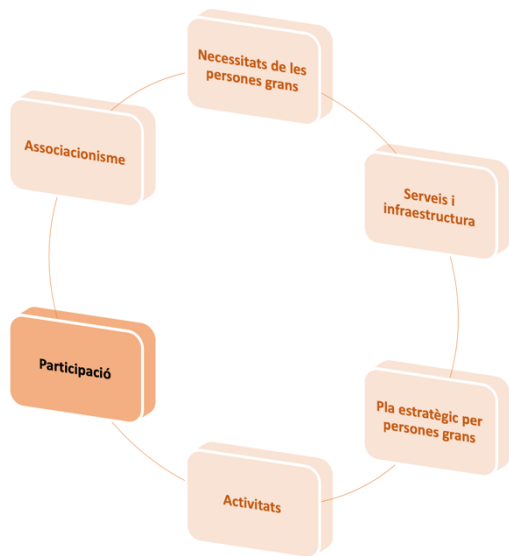 Necessitats de les
persones grans
Serveis i
infraestructura
Pla estratègic per
persones grans
Activitats
Participació
Associacionisme